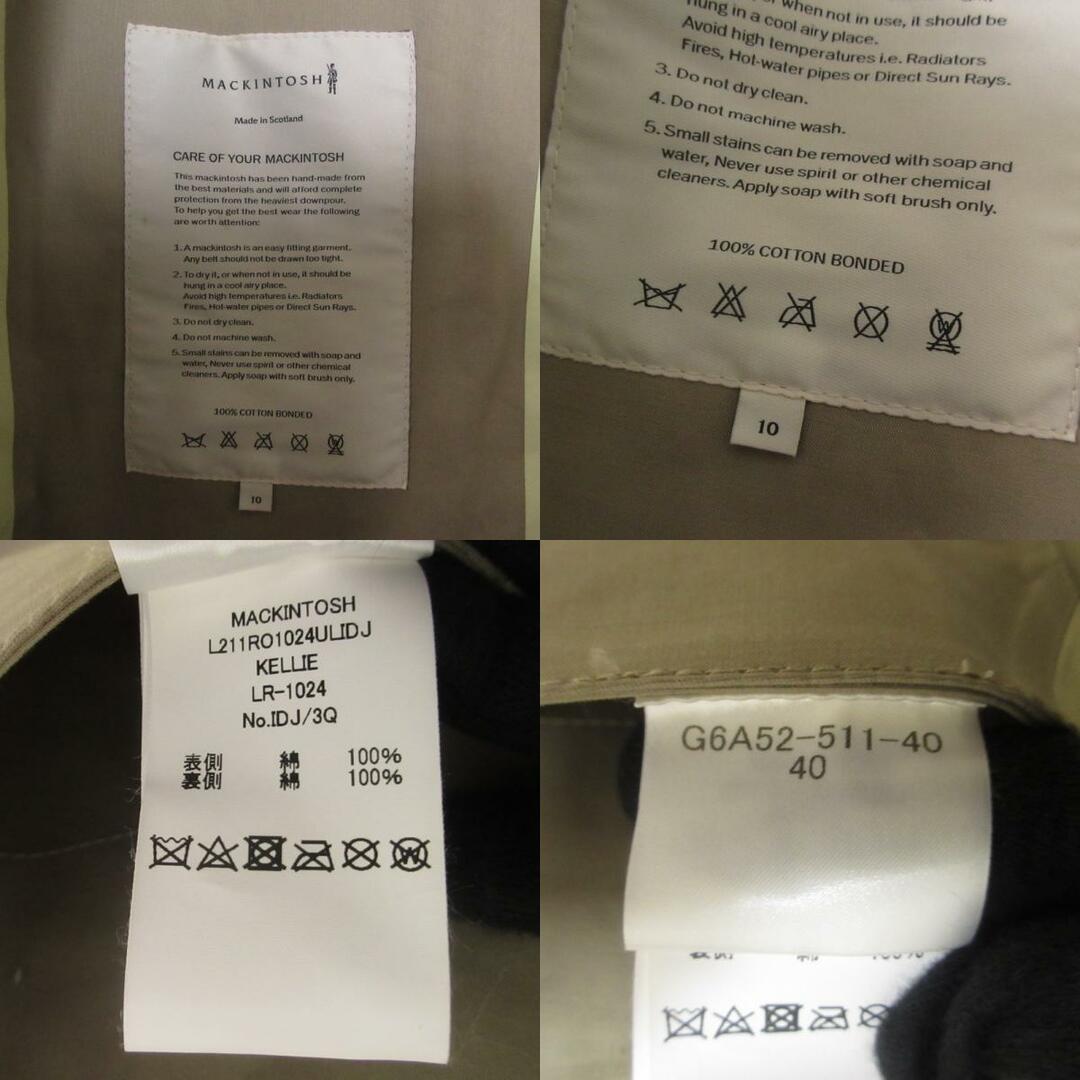 MACKINTOSH
Made in Scotland
CARE OF YOUR MACKINTOSH
This mackintosh has been hand-made from
the best materials and will afford complete
protection from the heaviest downpour.
To help you get the best wear the following
are worth attention:
1. A mackintosh is an easy fitting garment.
Any belt should not be drawn too tight.
2. To dry it, or when not in use, it should be
hung in a cool airy place.
Avoid high temperatures i.e. Radiators
Fires, Hot-water pipes or Direct Sun Rays.
3. Do not dry clean.
4. Do not machine wash.
5. Small stains can be removed with soap and
water, Never use spirit or other chemical
cleaners. Apply soap with soft brush only.
100% COTTON BONDED
10
or when not in use, it should be
hung in a cool airy place.
Avoid high temperatures i.e. Radiators
Fires, Hot-water pipes or Direct Sun Rays.
3. Do not dry clean.
4. Do not machine wash.
5. Small stains can be removed with soap and
water, Never use spirit or other chemical
cleaners. Apply soap with soft brush only.
100% COTTON BONDED
10
MACKINTOSH
L211RO1024ULIDJ
KELLIE
LR-1024
No.IDJ/3Q
表側 綿 100%
裏側 綿 100%
W
G6A52-511-40
40
裏側 綿 100%